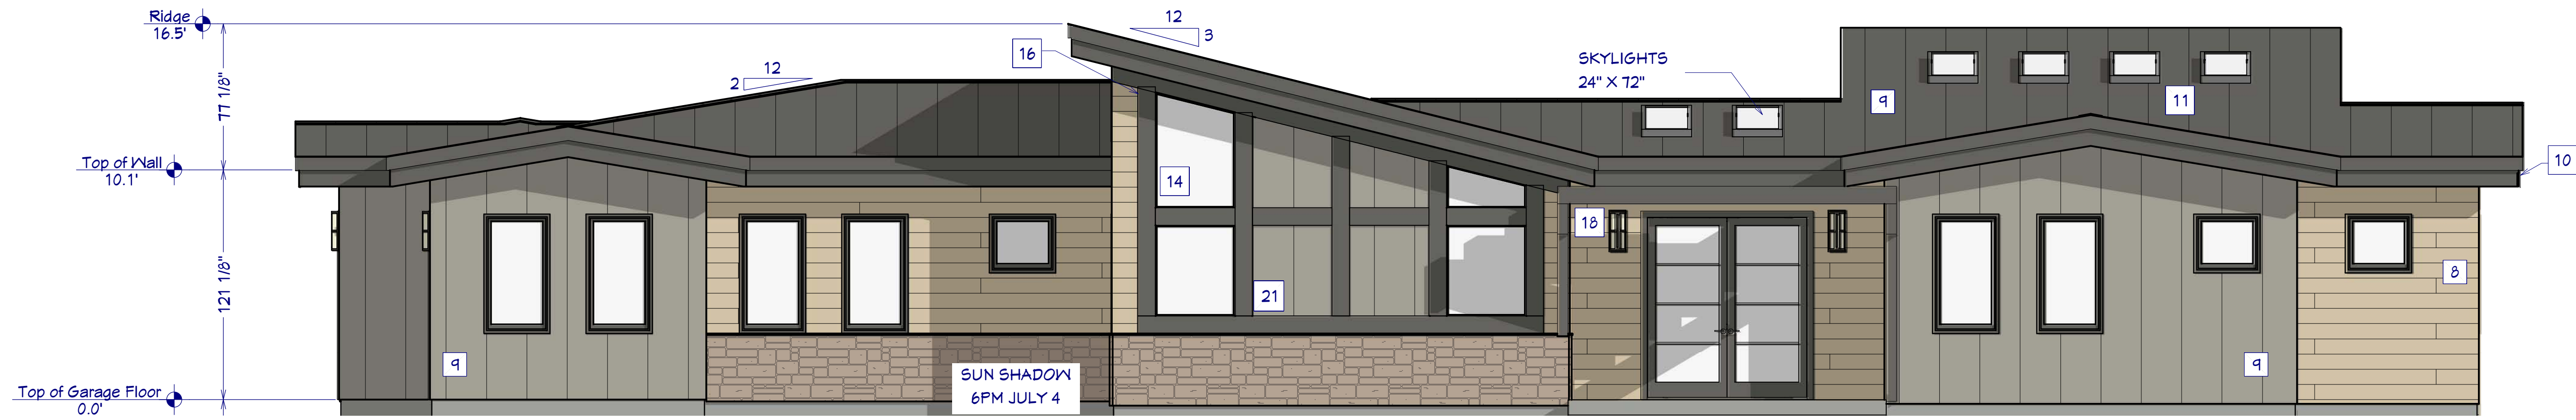 Ridge
16.5'
77 1/8"
Top of Wall
10.1'
121 1/8"
Top of Garage Floor
0.0'
12
2
16
12
3
SKYLIGHTS
24" X 72"
9
11
10
14
18
21
8
9
9
SUN SHADOW
6PM JULY 4